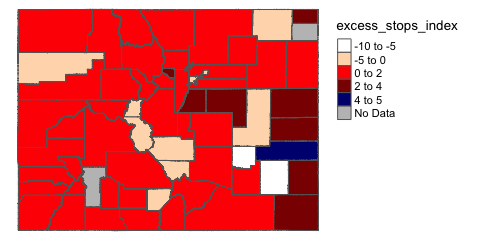 excess_stops_index
-10 to -5
-5 to 0
0 to 2
2 to 4
4 to 5
No Data